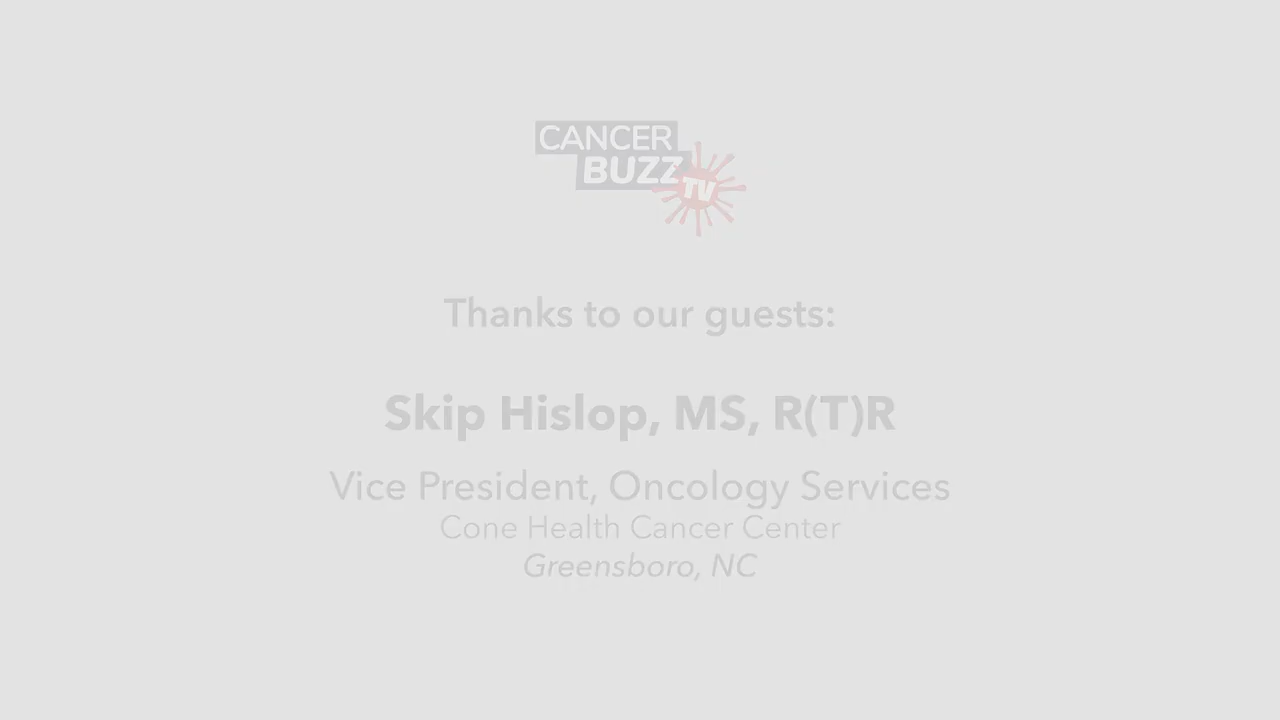 CANCER
BUZZ
TV
Thanks to our guests:
Skip Hislop, MS, R(T)R
Vice President, Oncology Services
Cone Health Cancer Center
Greensboro, NC